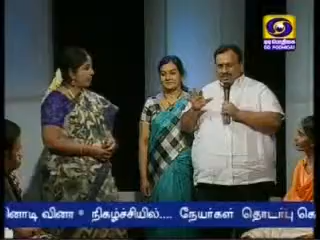 டிடி பொதிகை
DD PODHIGAI
னாடி வினா * நிகழ்ச்சியில்.... நேயர்கள் தொடர்பு கொ